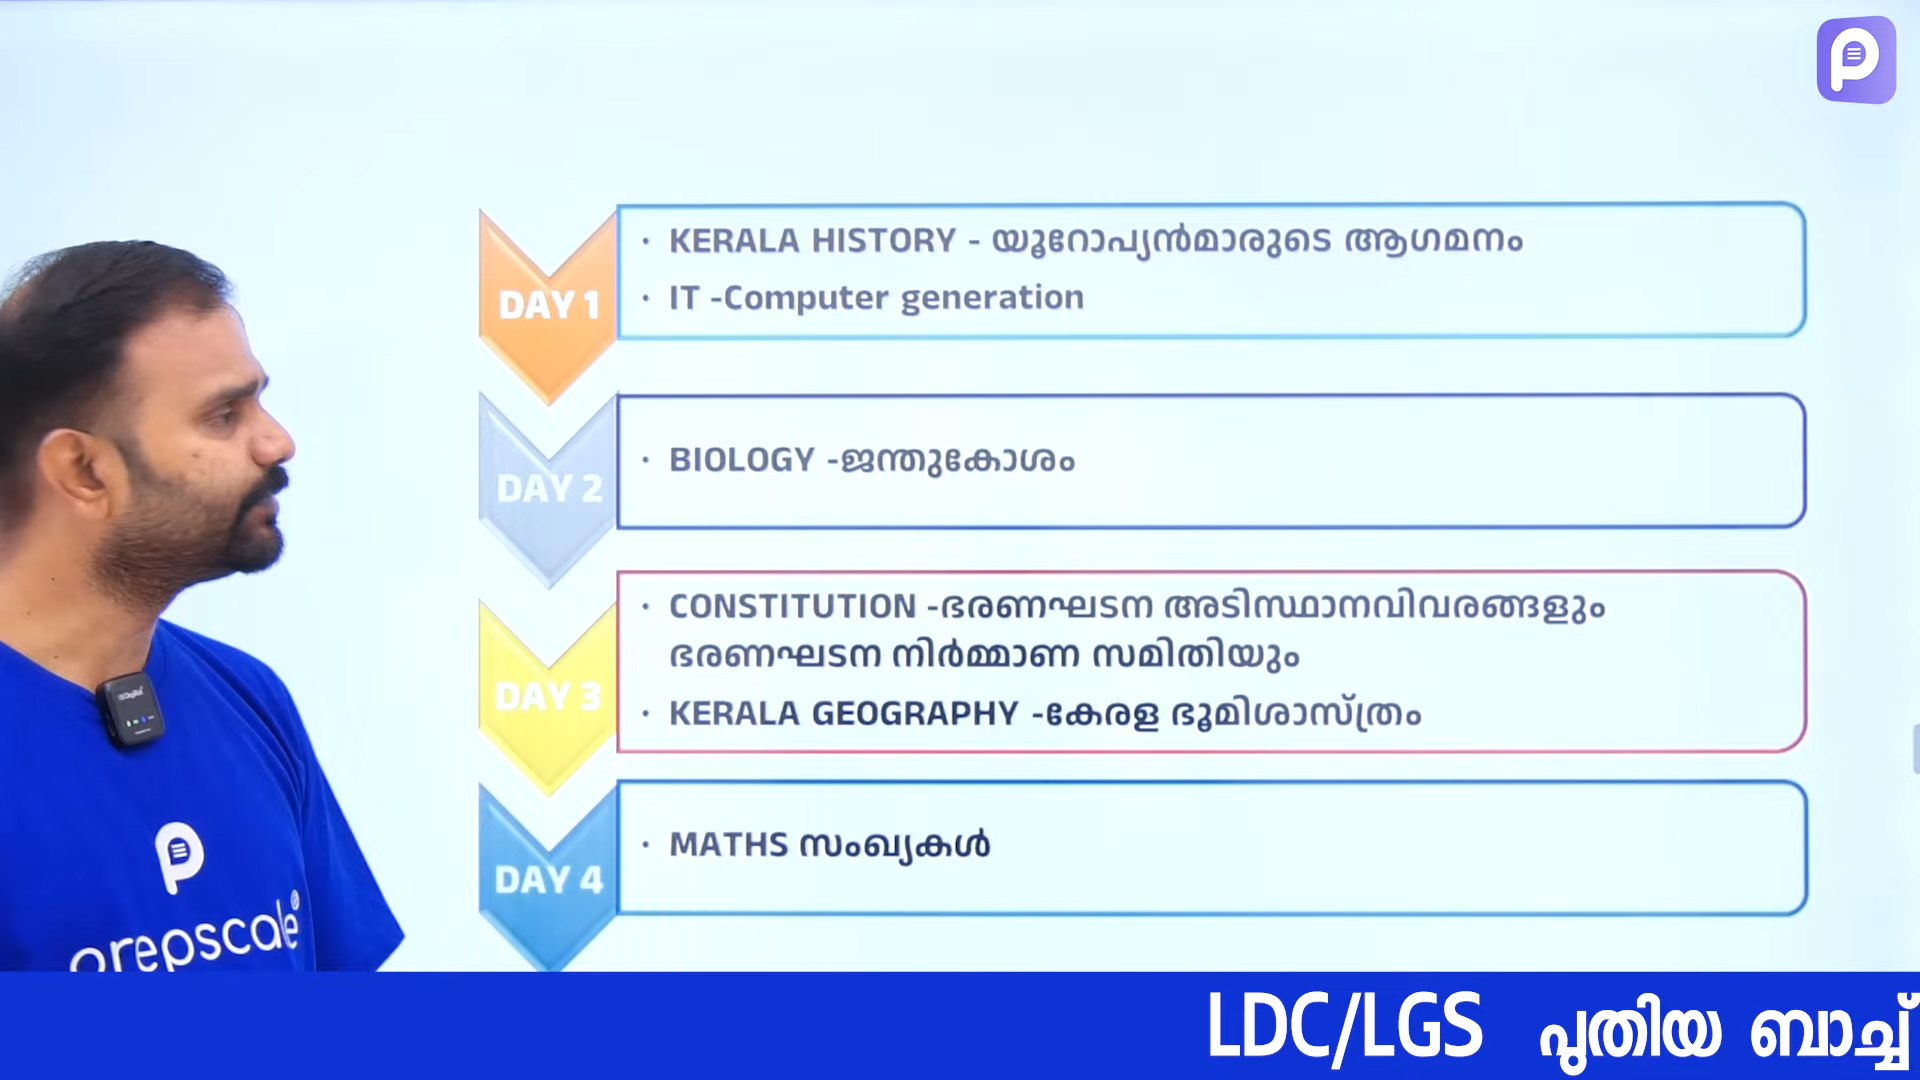 DAY 1
KERALA HISTORY - യൂറോപ്യൻമാരുടെ ആഗമനം
IT -Computer generation
DAY 2
BIOLOGY -ജന്തുകോശം
DAY 3
CONSTITUTION -ഭരണഘടന അടിസ്ഥാനവിവരങ്ങളും
ഭരണഘടന നിർമ്മാണ സമിതിയും
KERALA GEOGRAPHY -കേരള ഭൂമിശാസ്ത്രം
DAY 4
MATHS സംഖ്യകൾ
prepscale
LDC/LGS പുതിയ ബാച്ച്